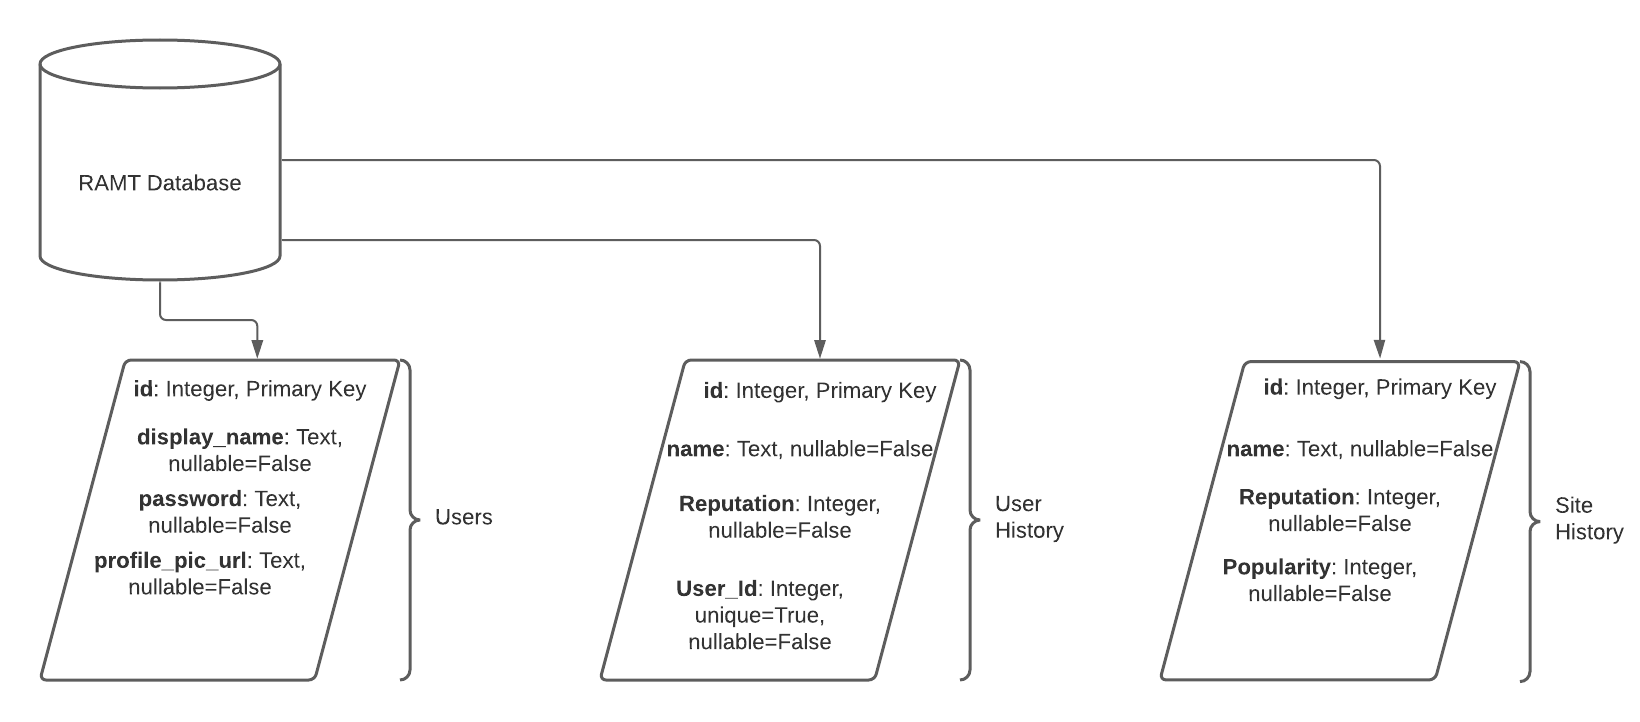 RAMT Database
id: Integer, Primary Key
display_name: Text,
nullable=False
password: Text,
nullable=False
profile_pic_url: Text,
nullable=False
Users
id: Integer, Primary Key
name: Text, nullable=False
Reputation: Integer,
nullable=False
User_Id: Integer,
unique=True,
nullable=False
User
History
id: Integer, Primary Key
name: Text, nullable=False
Reputation: Integer,
nullable=False
Popularity: Integer,
nullable=False
Site
History